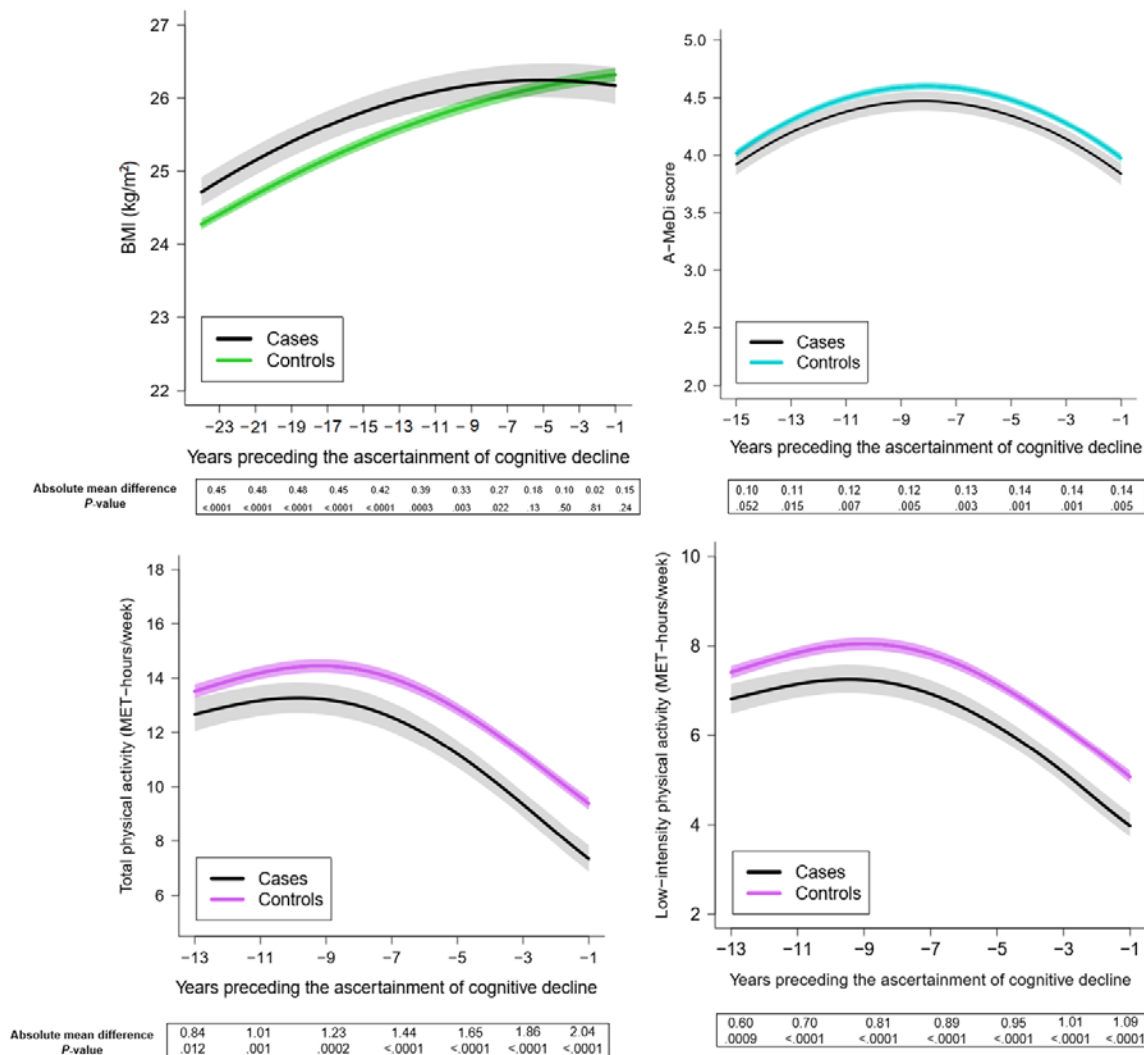 BMI (kg/m²)
27
26
25
24
23
22
Cases
Controls
−23 −21 −19 −17 −15 −13 −11 −9 −7 −5 −3 −1
Years preceding the ascertainment of cognitive decline
Absolute mean difference 0.45 0.48 0.48 0.45 0.42 0.39 0.33 0.27 0.18 0.10 0.02 0.15
P-value <.0001 <.0001 <.0001 <.0001 <.0001 .0003 .003 .022 .13 .50 .81 .24
A−MeDi score
5.0
4.5
4.0
3.5
3.0
2.5
2.0
Cases
Controls
−15 −13 −11 −9 −7 −5 −3 −1
Years preceding the ascertainment of cognitive decline
0.10 0.11 0.12 0.12 0.13 0.14 0.14 0.14
.052 .015 .007 .005 .003 .001 .001 .005
Total physical activity (MET−hours/week)
18
16
14
12
10
8
6
Cases
Controls
−13 −11 −9 −7 −5 −3 −1
Years preceding the ascertainment of cognitive decline
Absolute mean difference 0.84 1.01 1.23 1.44 1.65 1.86 2.04
P-value .012 .001 .0002 <.0001 <.0001 <.0001 <.0001
Low−intensity physical activity (MET−hours/week)
10
8
6
4
2
Cases
Controls
−13 −11 −9 −7 −5 −3 −1
Years preceding the ascertainment of cognitive decline
0.60 0.70 0.81 0.89 0.95 1.01 1.09
.0009 <.0001 <.0001 <.0001 <.0001 <.0001 <.0001